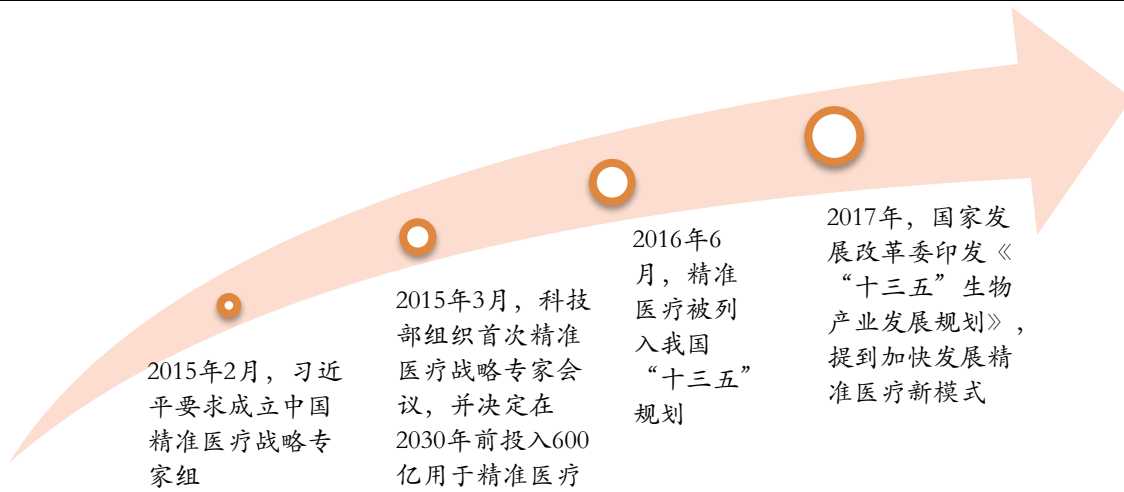 2015年2月，习近
平要求成立中国
精准医疗战略专
家组
2015年3月，科技
部组织首次精准
医疗战略专家会
议，并决定在
2030年前投入600
亿用于精准医疗
2016年6
月，精准
医疗被列
入我国
“十三五”
规划
2017年，国家发
展改革委印发《
“十三五”生物
产业发展规划》，
提到加快发展精
准医疗新模式